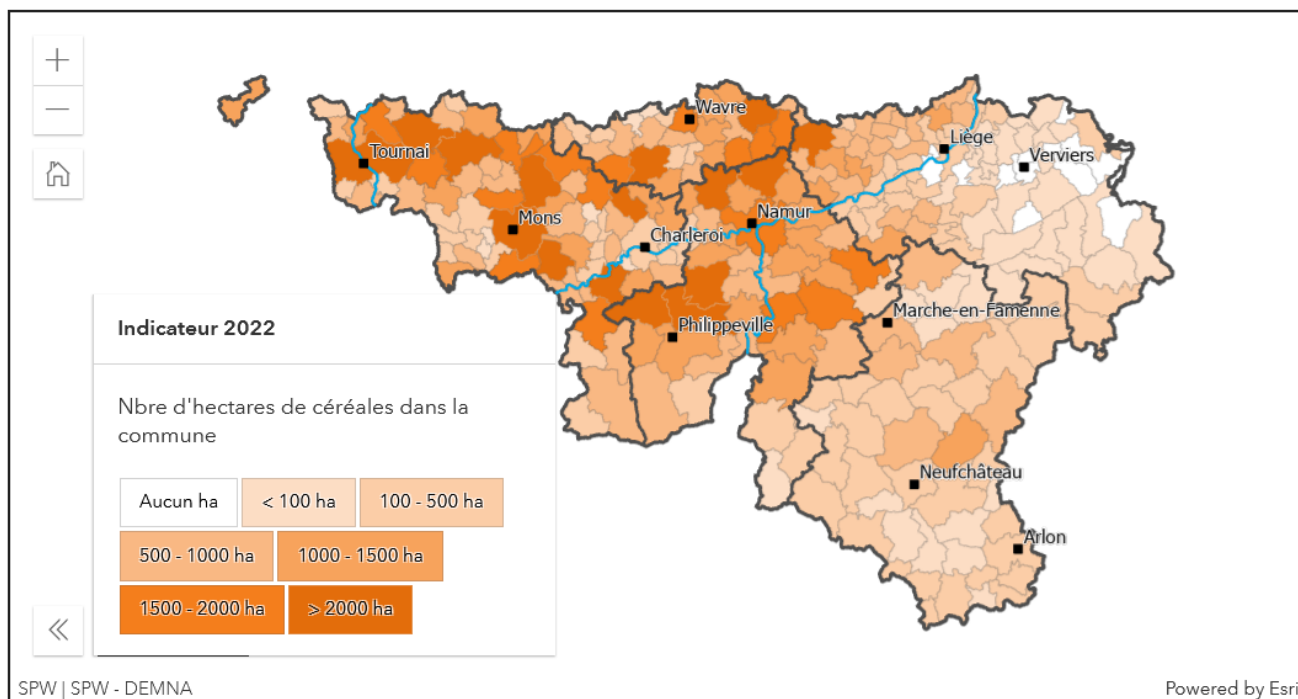 Wavre
Liège
Tournai
Verviers
Namur
Mons
Charleroi
Marche-en-Famenne
Philippeville
Neufchâteau
Arlon
Indicateur 2022
Nbre d'hectares de céréales dans la
commune
Aucun ha
< 100 ha
100 - 500 ha
500 - 1000 ha
1000 - 1500 ha
1500 - 2000 ha
> 2000 ha
SPW | SPW - DEMNA
Powered by Esri